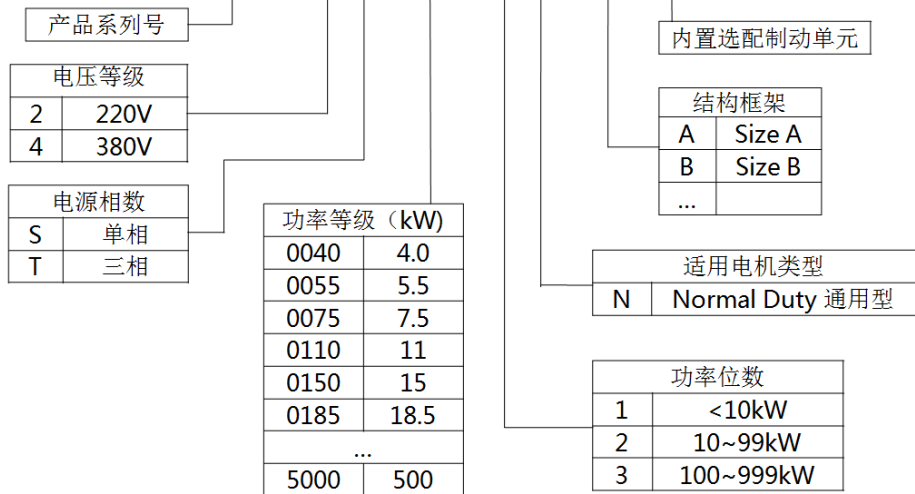 产品系列号
电压等级
2 220V
4 380V
电源相数
S 单相
T 三相
功率等级（kW)
0040 4.0
0055 5.5
0075 7.5
0110 11
0150 15
0185 18.5
...
5000 500
内置选配制动单元
结构框架
A Size A
B Size B
...
适用电机类型
N Normal Duty 通用型
功率位数
1 <10kW
2 10~99kW
3 100~999kW